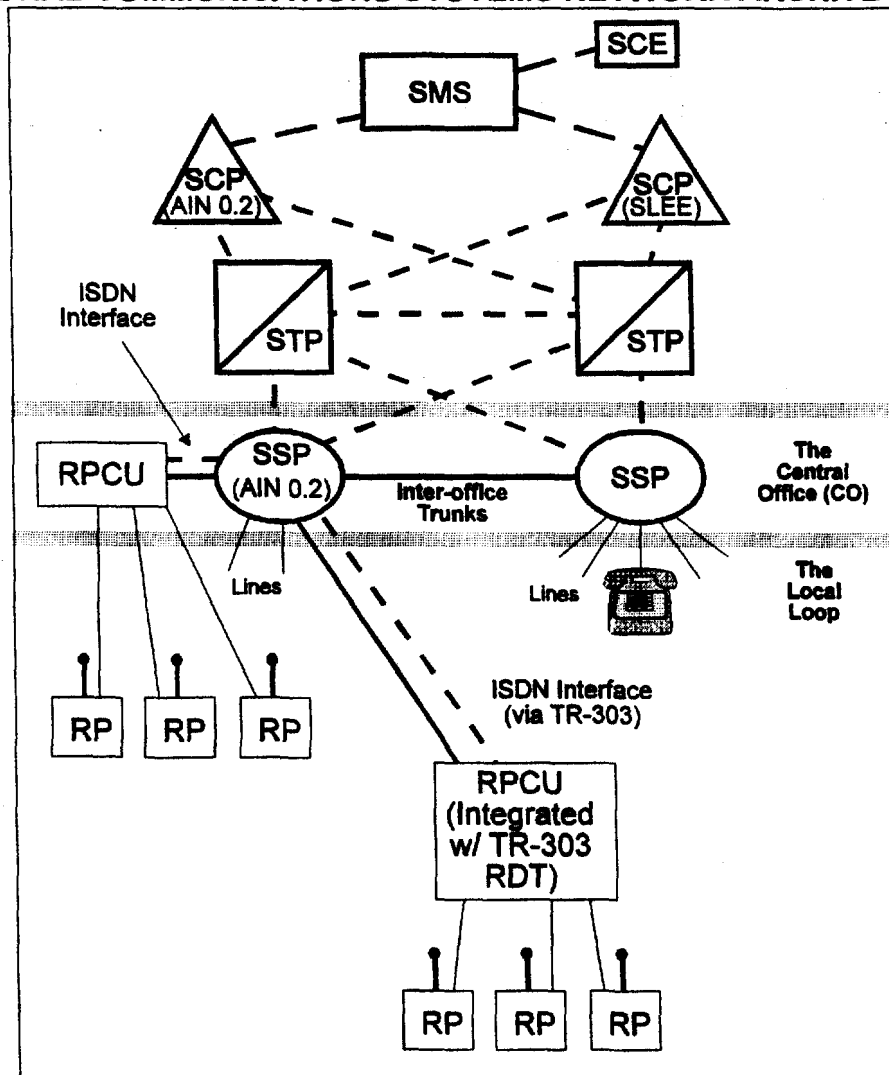 SCE
SMS
SCP
(AIN 0.2)
SCP
(SLEE)
ISDN
Interface
STP
STP
RPCU
SSP
(AIN 0.2)
Inter-office
Trunks
SSP
The
Central
Office (CO)
Lines
Lines
The
Local
Loop
RP
RP
RP
ISDN Interface
(via TR-303)
RPCU
(Integrated
w/ TR-303
RDT)
RP
RP
RP